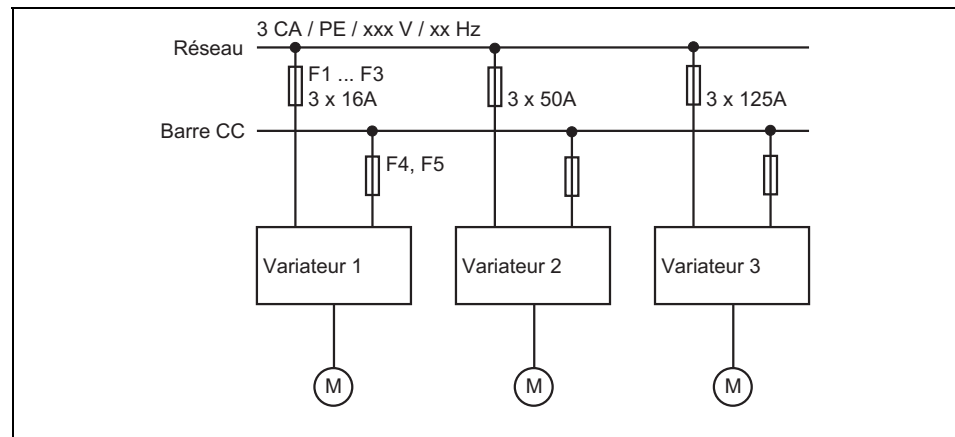 3 CA / PE / xxx V / xx Hz
Réseau
F1 ... F3
3 x 16A
3 x 50A
3 x 125A
Barre CC
F4, F5
Variateur 1
Variateur 2
Variateur 3
M
M
M